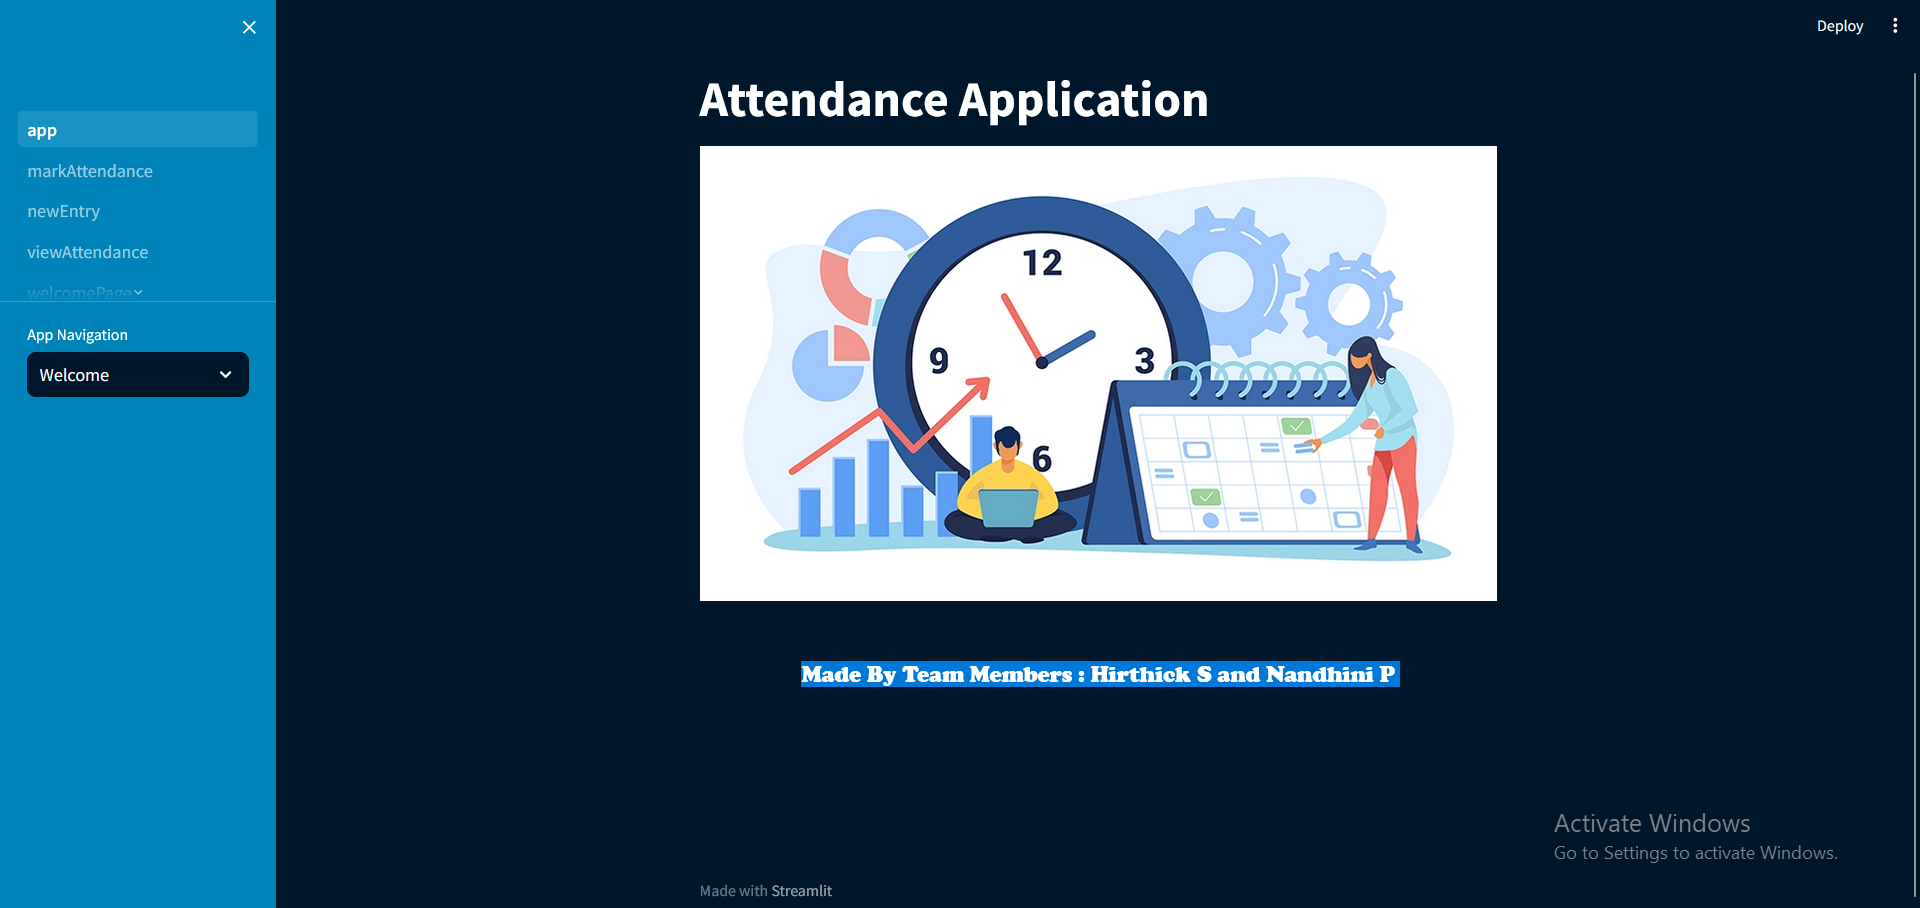 Deploy
app
markAttendance
newEntry
viewAttendance
welcomePage
App Navigation
Welcome
Attendance Application
12
9
3
6
Made By Team Members : Hirthick S and Nandhini P
Activate Windows
Go to Settings to activate Windows.
Made with Streamlit